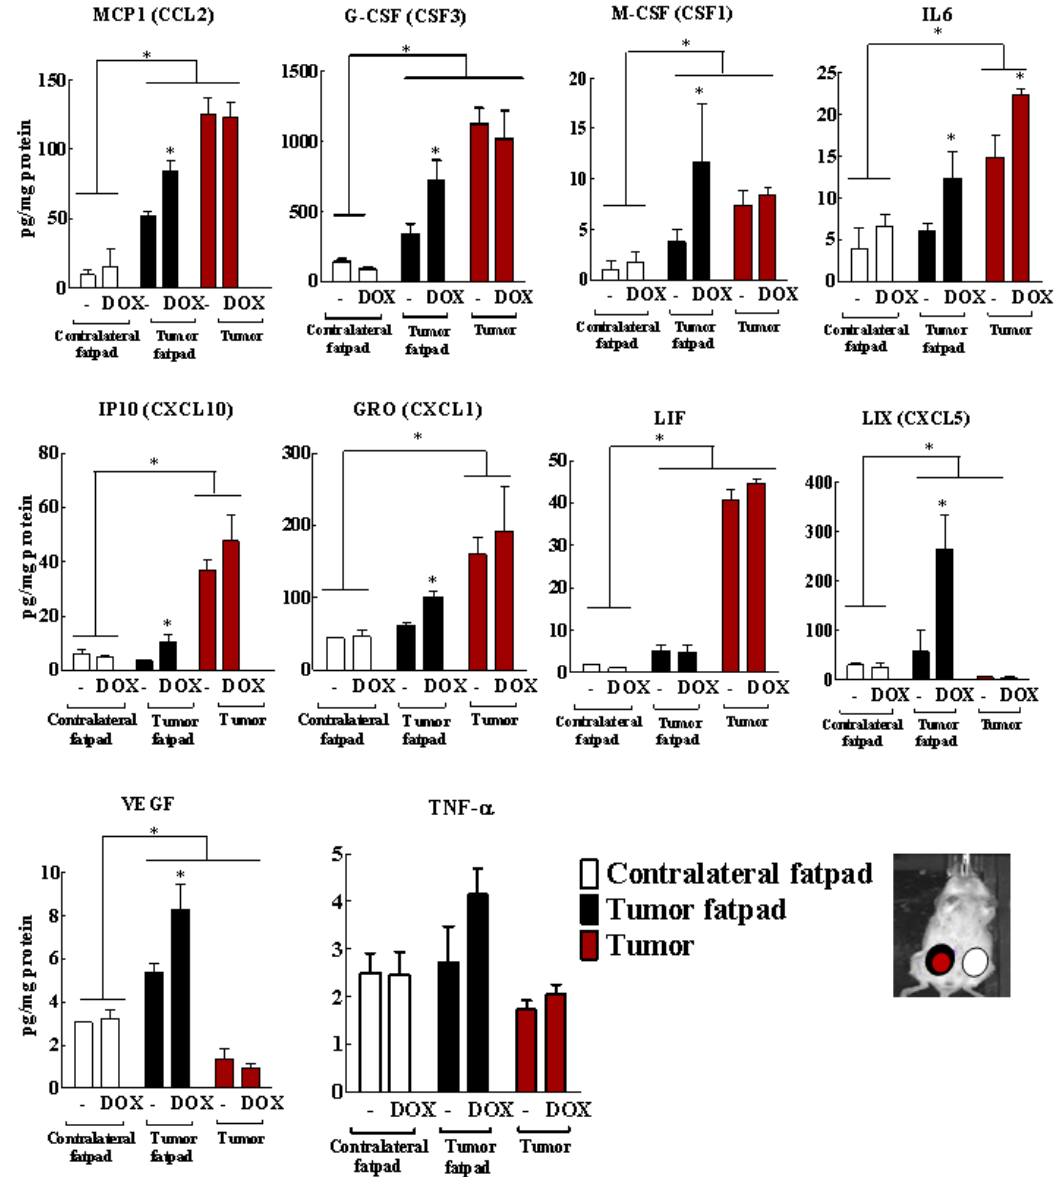 MCP1 (CCL2)
G-CSF (CSF3)
M-CSF (CSF1)
IL6
pg/mg protein
150
100
50
0
*
*
- DOX - DOX
Contralateral fatpad
Tumor fatpad
Tumor
1500
1000
500
0
*
*
- DOX - DOX - DOX
Contralateral fatpad
Tumor fatpad
Tumor
20
15
10
5
0
*
*
- DOX - DOX - DOX
Contralateral fatpad
Tumor fatpad
Tumor
25
20
15
10
5
0
*
*
*
- DOX - DOX - DOX
Contralateral fatpad
Tumor fatpad
Tumor
IP10 (CXCL10)
GRO (CXCL1)
LIF
LIX (CXCL5)
pg/mg protein
80
60
40
20
0
*
*
- DOX - DOX - DOX
Contralateral fatpad
Tumor fatpad
Tumor
300
200
100
0
*
*
- DOX - DOX - DOX
Contralateral fatpad
Tumor fatpad
Tumor
50
40
30
20
10
0
*
- DOX - DOX - DOX
Contralateral fatpad
Tumor fatpad
Tumor
400
300
200
100
0
*
*
- DOX - DOX - DOX
Contralateral fatpad
Tumor fatpad
Tumor
VEGF
TNF-α
pg/mg protein
10
8
6
4
2
0
*
*
- DOX - DOX - DOX
Contralateral fatpad
Tumor fatpad
Tumor
5
4
3
2
1
0
- DOX - DOX - DOX
Contralateral fatpad
Tumor fatpad
Tumor
Contralateral fatpad
Tumor fatpad
Tumor